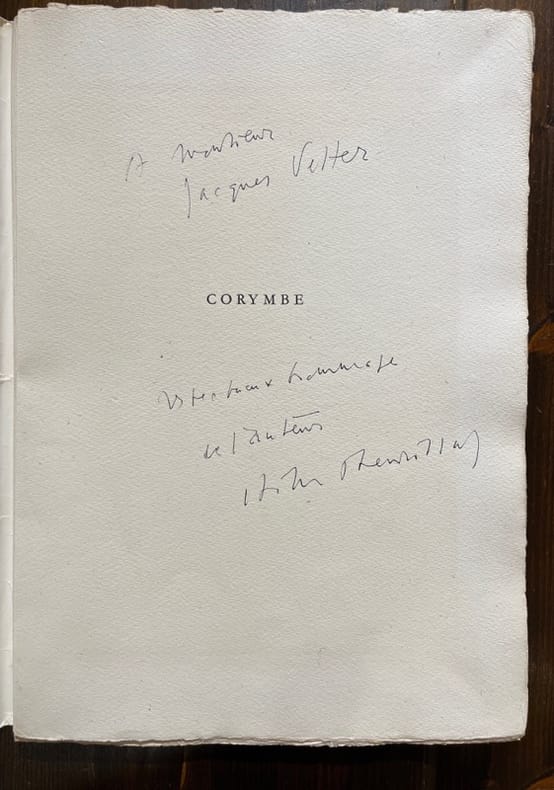 A Monsieur
Jacques Vetter
CORYMBE
respectueux hommage
de l'auteur